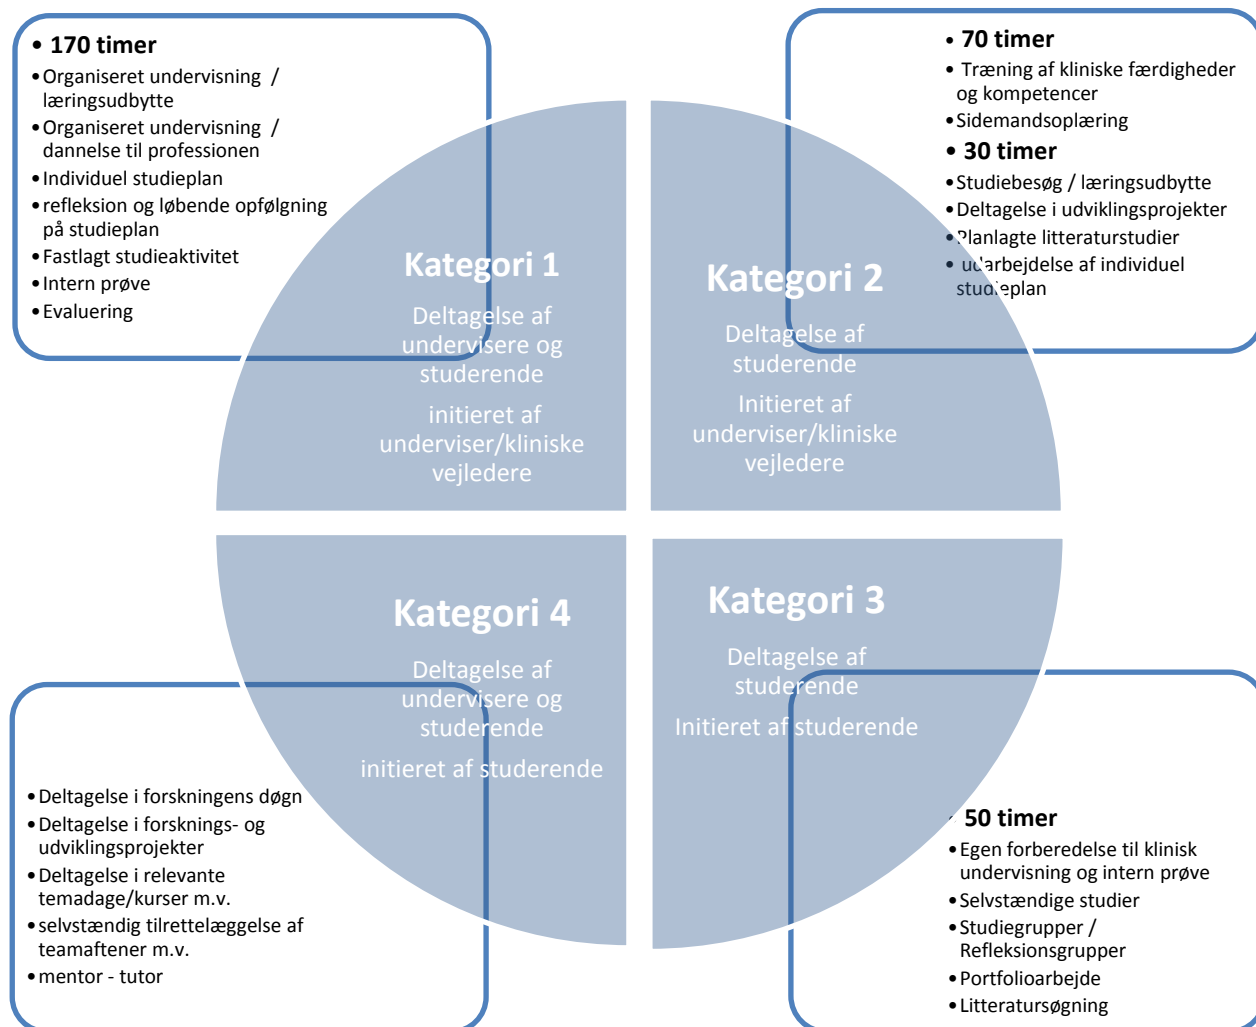 • 170 timer
•Organiseret undervisning /
læringsudbytte
•Organiseret undervisning /
dannelse til professionen
•Individuel studieplan
•refleksion og løbende opfølgning
på studieplan
•Fastlagt studieaktivitet
•Intern prøve
•Evaluering
Kategori 1
Deltagelse af
undervisere og
studerende
initieret af
underviser/kliniske
vejledere
• 70 timer
• Træning af kliniske færdigheder
og kompetencer
•Sidemandsoplæring
• 30 timer
•Studiebesøg / læringsudbytte
•Deltagelse i udviklingsprojekter
•Planlagte litteraturstudier
• udarbejdelse af individuel
studieplan
Kategori 2
Deltagelse af
studerende
Initieret af
underviser/kliniske
vejledere
Kategori 4
Deltagelse af
undervisere og
studerende
initieret af studerende
•Deltagelse i forskningens døgn
•Deltagelse i forsknings- og
udviklingsprojekter
•Deltagelse i relevante
temadage/kurser m.v.
•selvstændig tilrettelæggelse af
teamaftener m.v.
•mentor - tutor
Kategori 3
Deltagelse af
studerende
Initieret af studerende
• 50 timer
•Egen forberedelse til klinisk
undervisning og intern prøve
•Selvstændige studier
•Studiegrupper /
Refleksionsgrupper
•Portfolioarbejde
•Litteratursøgning